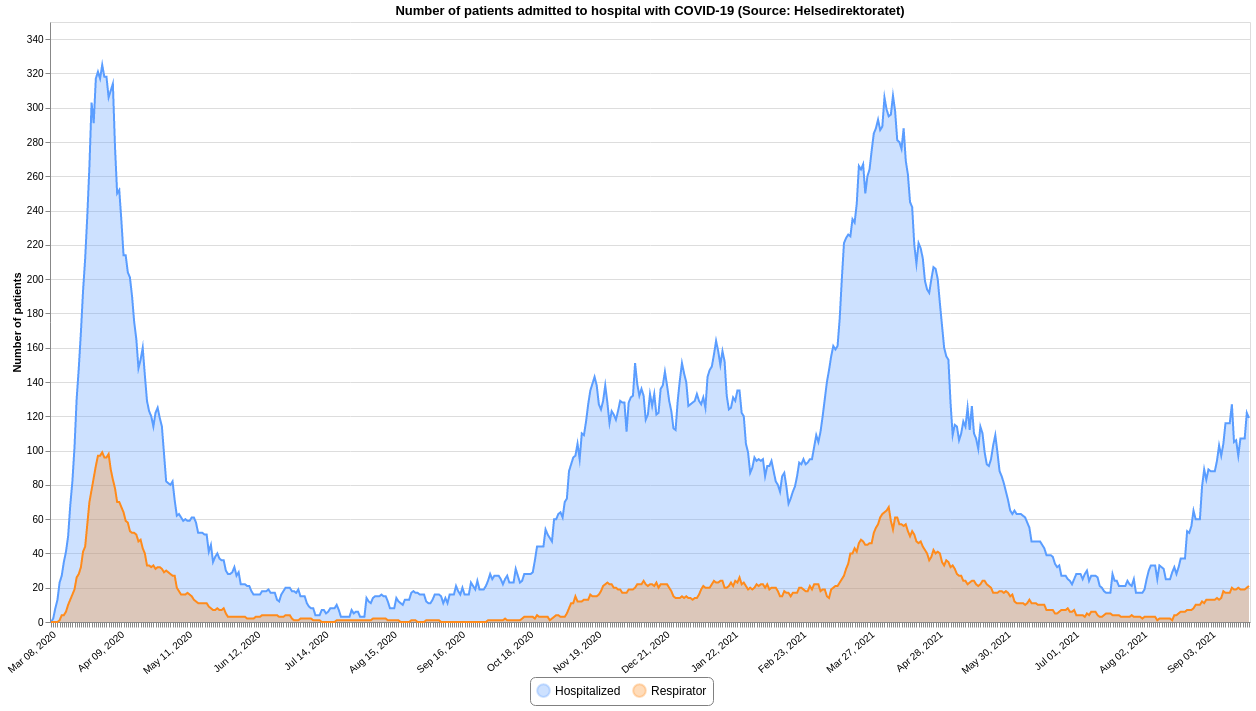 Number of patients admitted to hospital with COVID-19 (Source: Helsedirektoratet)
Number of patients
340
320
300
280
260
240
220
200
180
160
140
120
100
80
60
40
20
0
Mar 08, 2020
Apr 09, 2020
May 11, 2020
Jun 12, 2020
Jul 14, 2020
Aug 15, 2020
Sep 16, 2020
Oct 18, 2020
Nov 19, 2020
Dec 21, 2020
Jan 22, 2021
Feb 23, 2021
Mar 27, 2021
Apr 28, 2021
May 30, 2021
Jul 01, 2021
Aug 02, 2021
Sep 03, 2021
Hospitalized
Respirator